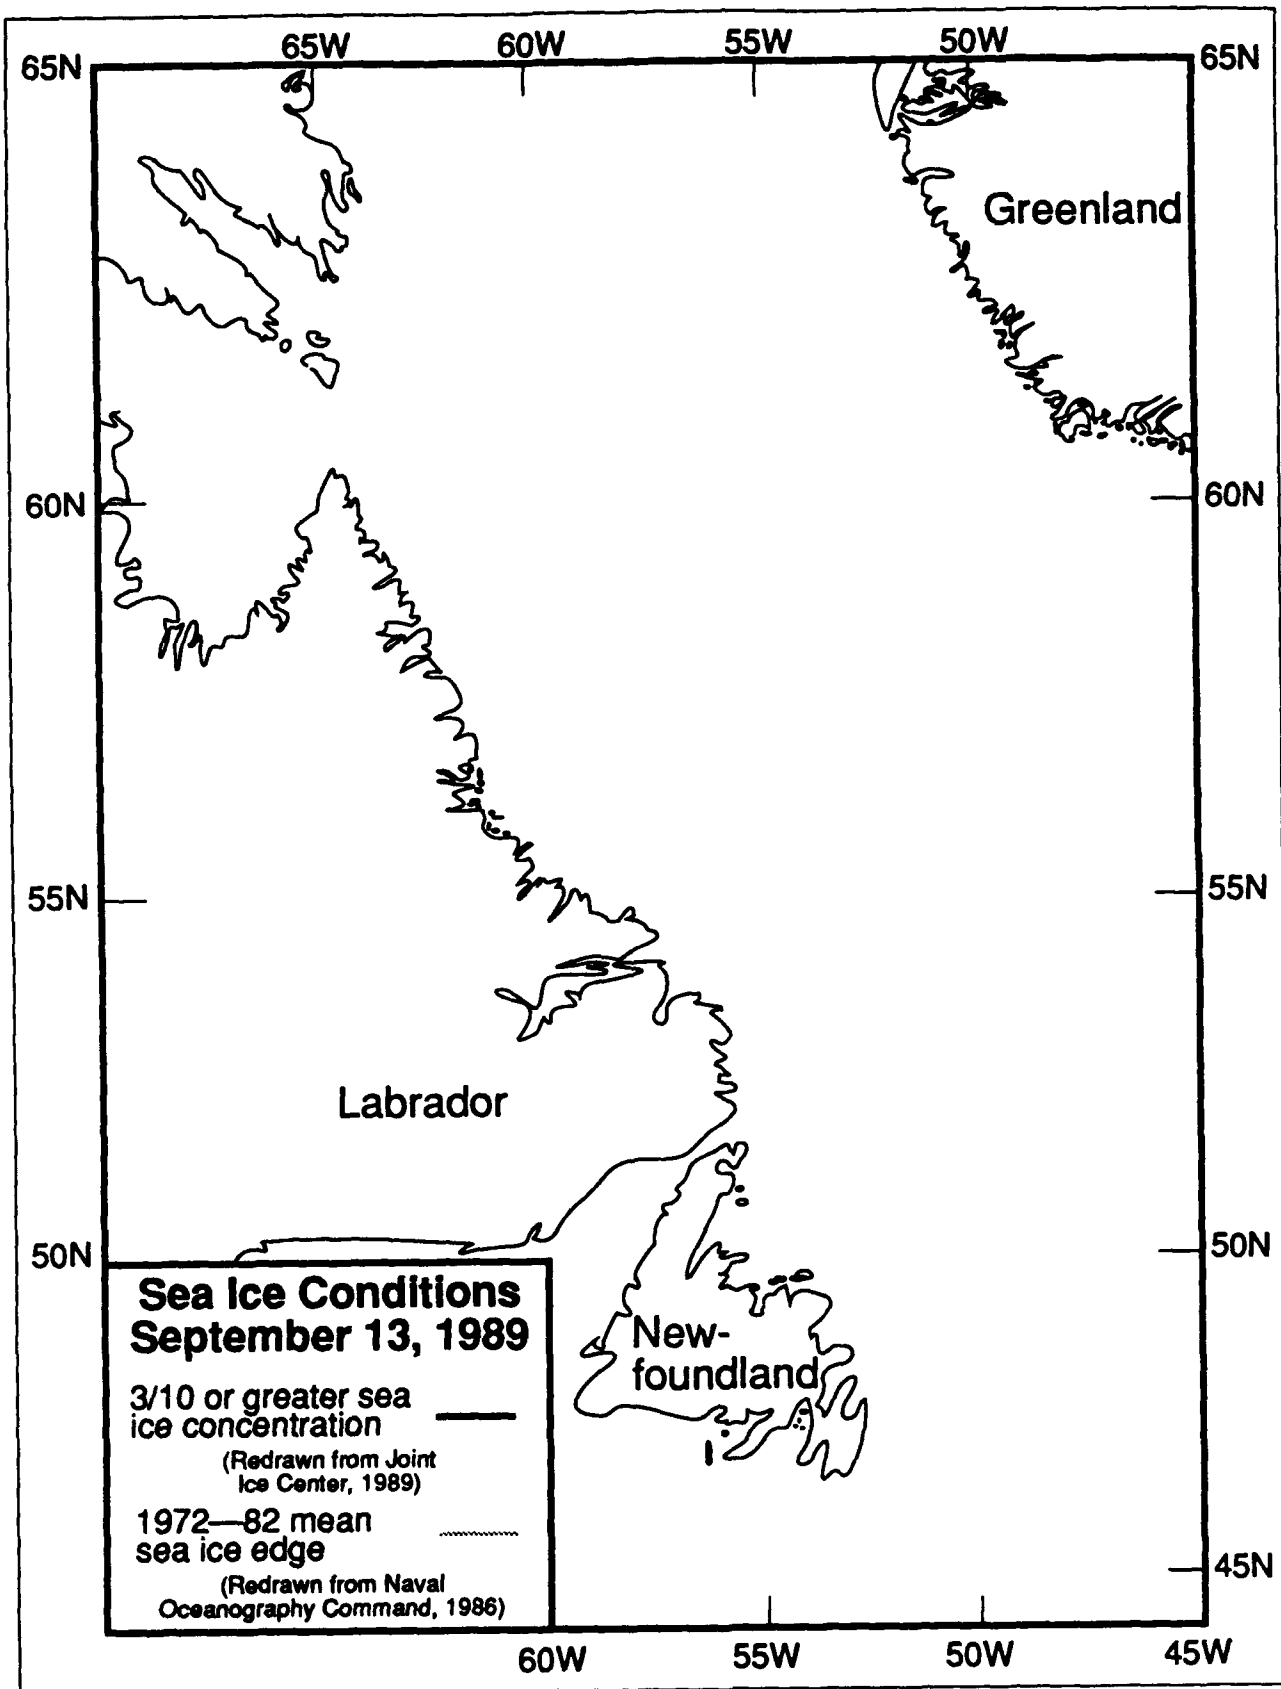 65W 60W 55W 50W
65N 65N
Greenland
60N 60N
55N 55N
Labrador
50N 50N
Sea Ice Conditions
September 13, 1989
3/10 or greater sea
ice concentration
(Redrawn from Joint
Ice Center, 1989)
1972—82 mean
sea ice edge
(Redrawn from Naval
Oceanography Command, 1986)
New-
foundland
45N
60W 55W 50W 45W